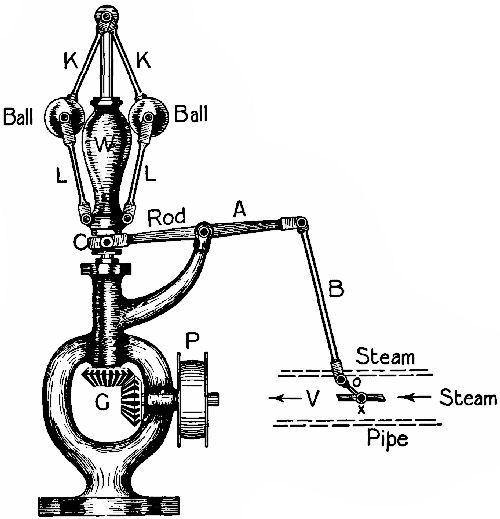 K K
Ball Ball
W
L L
C Rod A
B
P
Steam
o
G
V Steam
x
Pipe